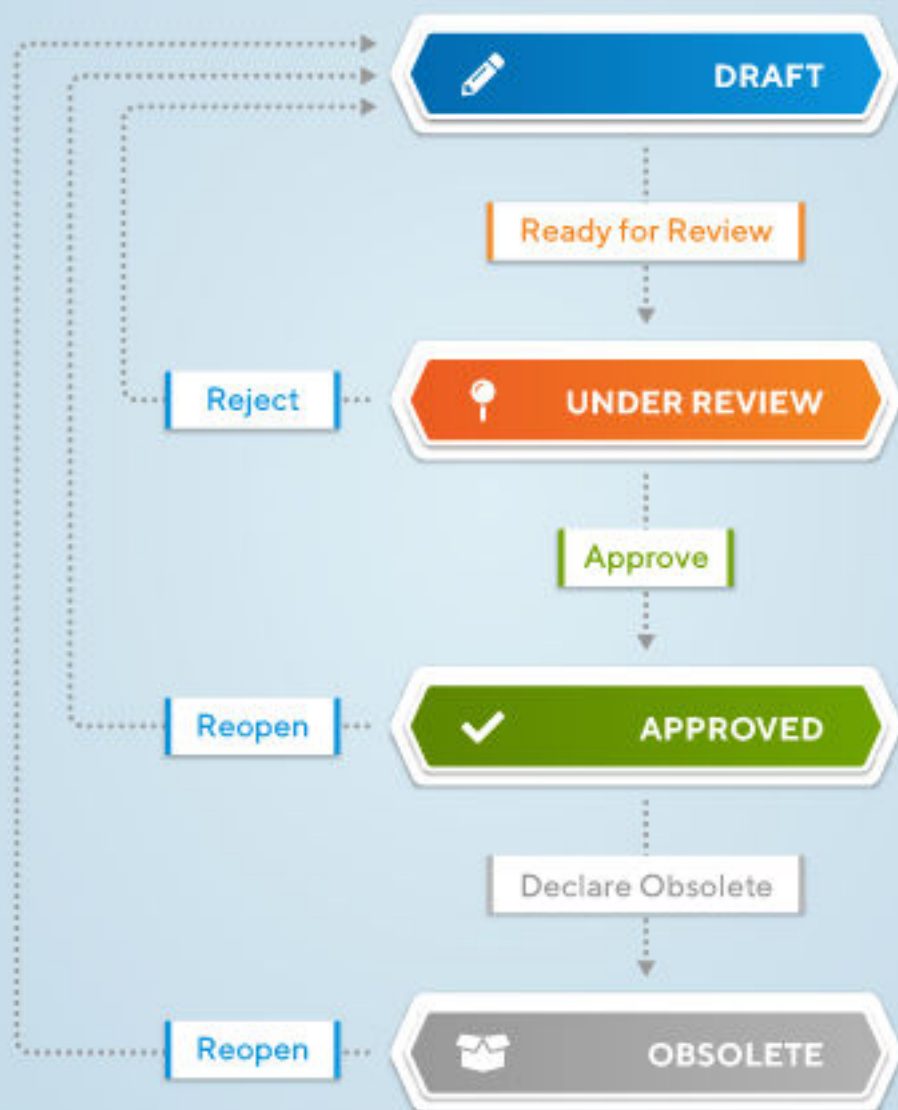 DRAFT
Ready for Review
Reject
UNDER REVIEW
Approve
Reopen
APPROVED
Declare Obsolete
Reopen
OBSOLETE